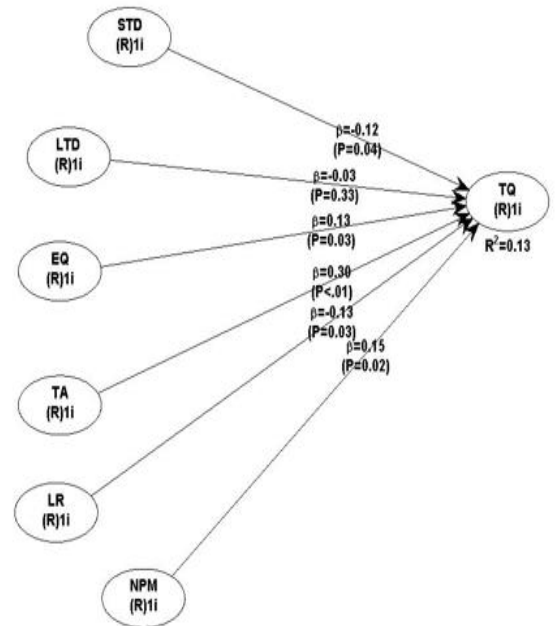 STD
(R)1i
β=-0.12
(P=0.04)
LTD
(R)1i
β=-0.03
(P=0.33)
TQ
(R)1i
R²=0.13
EQ
(R)1i
β=0.13
(P=0.03)
β=0.30
(P<.01)
β=-0.13
(P=0.03)
β=0.15
(P=0.02)
TA
(R)1i
LR
(R)1i
NPM
(R)1i